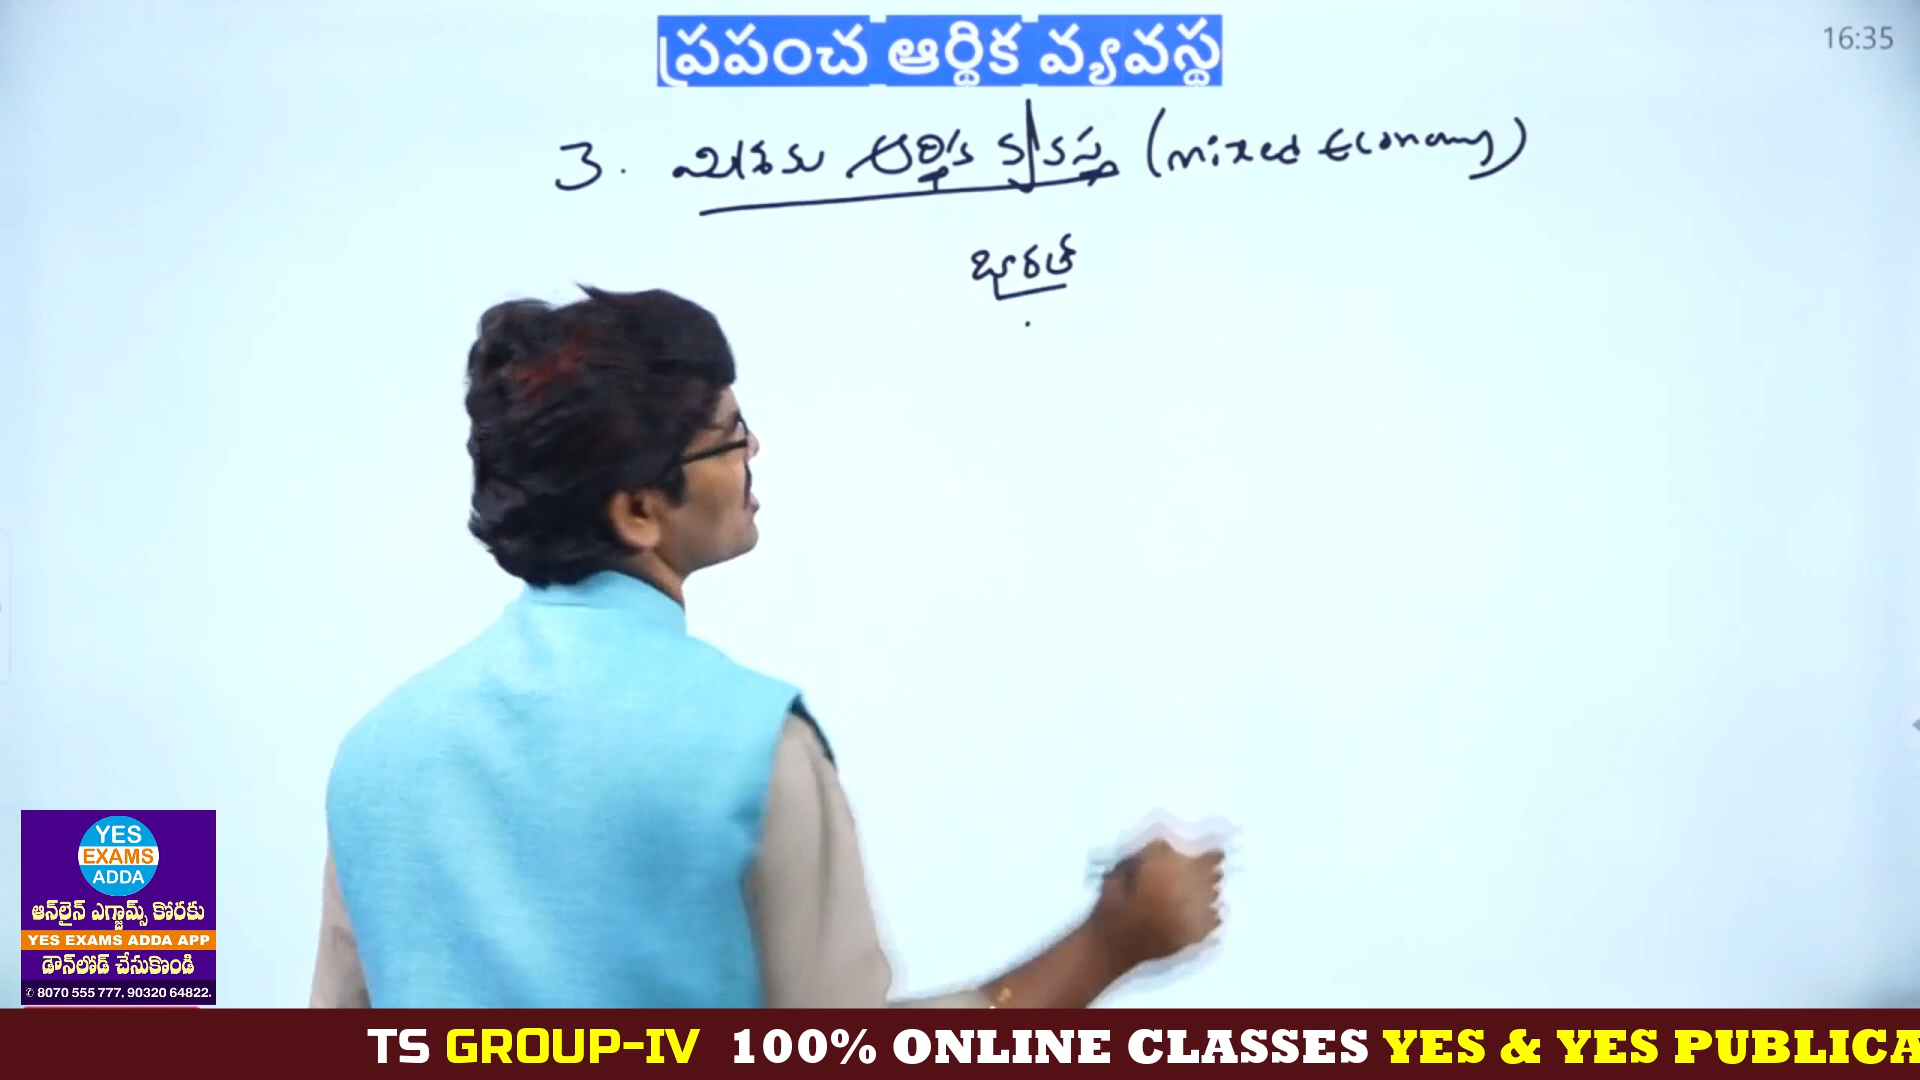 ప్రపంచ ఆర్థిక వ్యవస్థ
16:35
3. మిశ్రమ ఆర్థిక వ్యవస్థ (mixed Economy)
భారత్
YES
EXAMS
ADDA
ఆన్‌లైన్ ఎగ్జామ్స్ కోరకు
YES EXAMS ADDA APP
డౌన్‌లోడ్ చేసుకొండి
✆ 8070 555 777, 90320 64822.
TS GROUP-IV 100% ONLINE CLASSES YES & YES PUBLICA